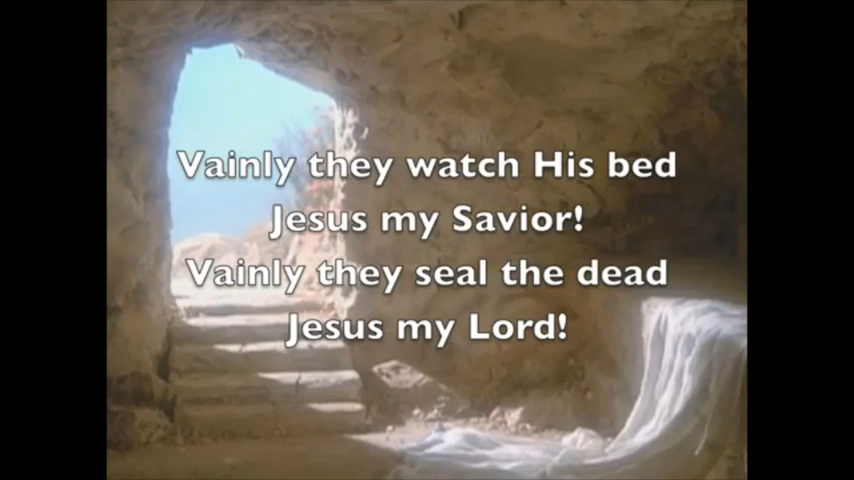 Vainly they watch His bed
Jesus my Savior!
Vainly they seal the dead
Jesus my Lord!